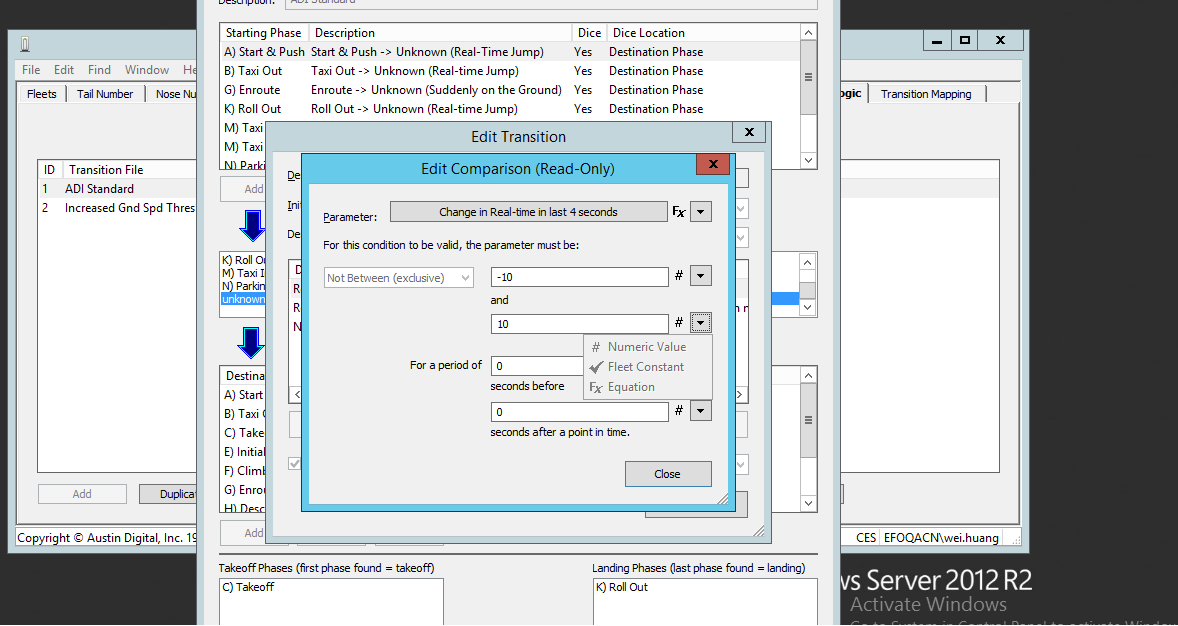 Description: ADI Standard
Starting Phase Description Dice Dice Location
A) Start & Push Start & Push -> Unknown (Real-Time Jump) Yes Destination Phase
B) Taxi Out Taxi Out -> Unknown (Real-time Jump) Yes Destination Phase
G) Enroute Enroute -> Unknown (Suddenly on the Ground) Yes Destination Phase
K) Roll Out Roll Out -> Unknown (Real-time Jump) Yes Destination Phase
M) Taxi
M) Taxi
N) Parki
File Edit Find Window He
Fleets Tail Number Nose Nu
ogic Transition Mapping
Edit Transition
X
Edit Comparison (Read-Only)
X
ID Transition File
1 ADI Standard
2 Increased Gnd Spd Thres
Add
De
Init
De
Parameter: Change in Real-time in last 4 seconds Fx
For this condition to be valid, the parameter must be:
Not Between (exclusive) -10 #
and
10 #
# Numeric Value
Fleet Constant
Fx Equation
For a period of 0
seconds before
0 #
seconds after a point in time.
Close
K) Roll Ou
M) Taxi I
N) Parkin
unknown
D
R
R
N
Destina
A) Start
B) Taxi O
C) Take
E) Initial
F) Climb
G) Enro
H) Desc
Add
Add Duplica
Copyright © Austin Digital, Inc. 19
CES EFOQACN\wei.huang
Takeoff Phases (first phase found = takeoff)
C) Takeoff
Landing Phases (last phase found = landing)
K) Roll Out
ws Server 2012 R2
Activate Windows
Go to System in Control Panel to activate Window